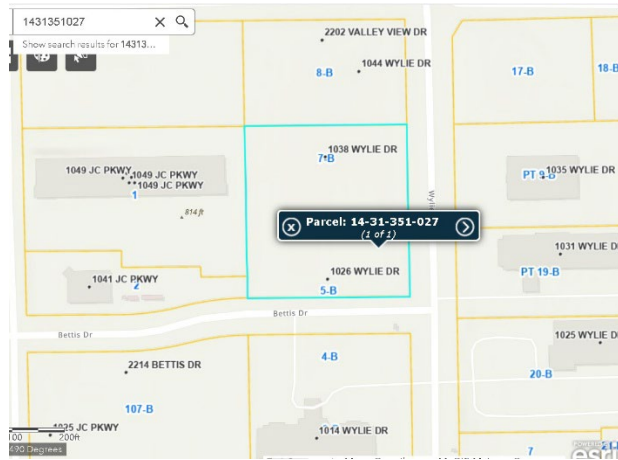 1431351027
Show search results for 14313...
2202 VALLEY VIEW DR
1044 WYLIE DR
8-B
17-B
18-B
1038 WYLIE DR
7-B
1049 JC PKWY
1049 JC PKWY
1049 JC PKWY
1
814 ft
PT 9-B
1035 WYLIE DR
Wylie
Parcel: 14-31-351-027
(1 of 1)
1031 WYLIE DR
PT 19-B
1041 JC PKWY
2
1026 WYLIE DR
5-B
Bettis Dr
Bettis Dr
1025 WYLIE D
4-B
2214 BETTIS DR
20-B
107-B
1025 JC PKWY
1014 WYLIE DR
100 200ft
490 Degrees
7
POWERED BY
esri